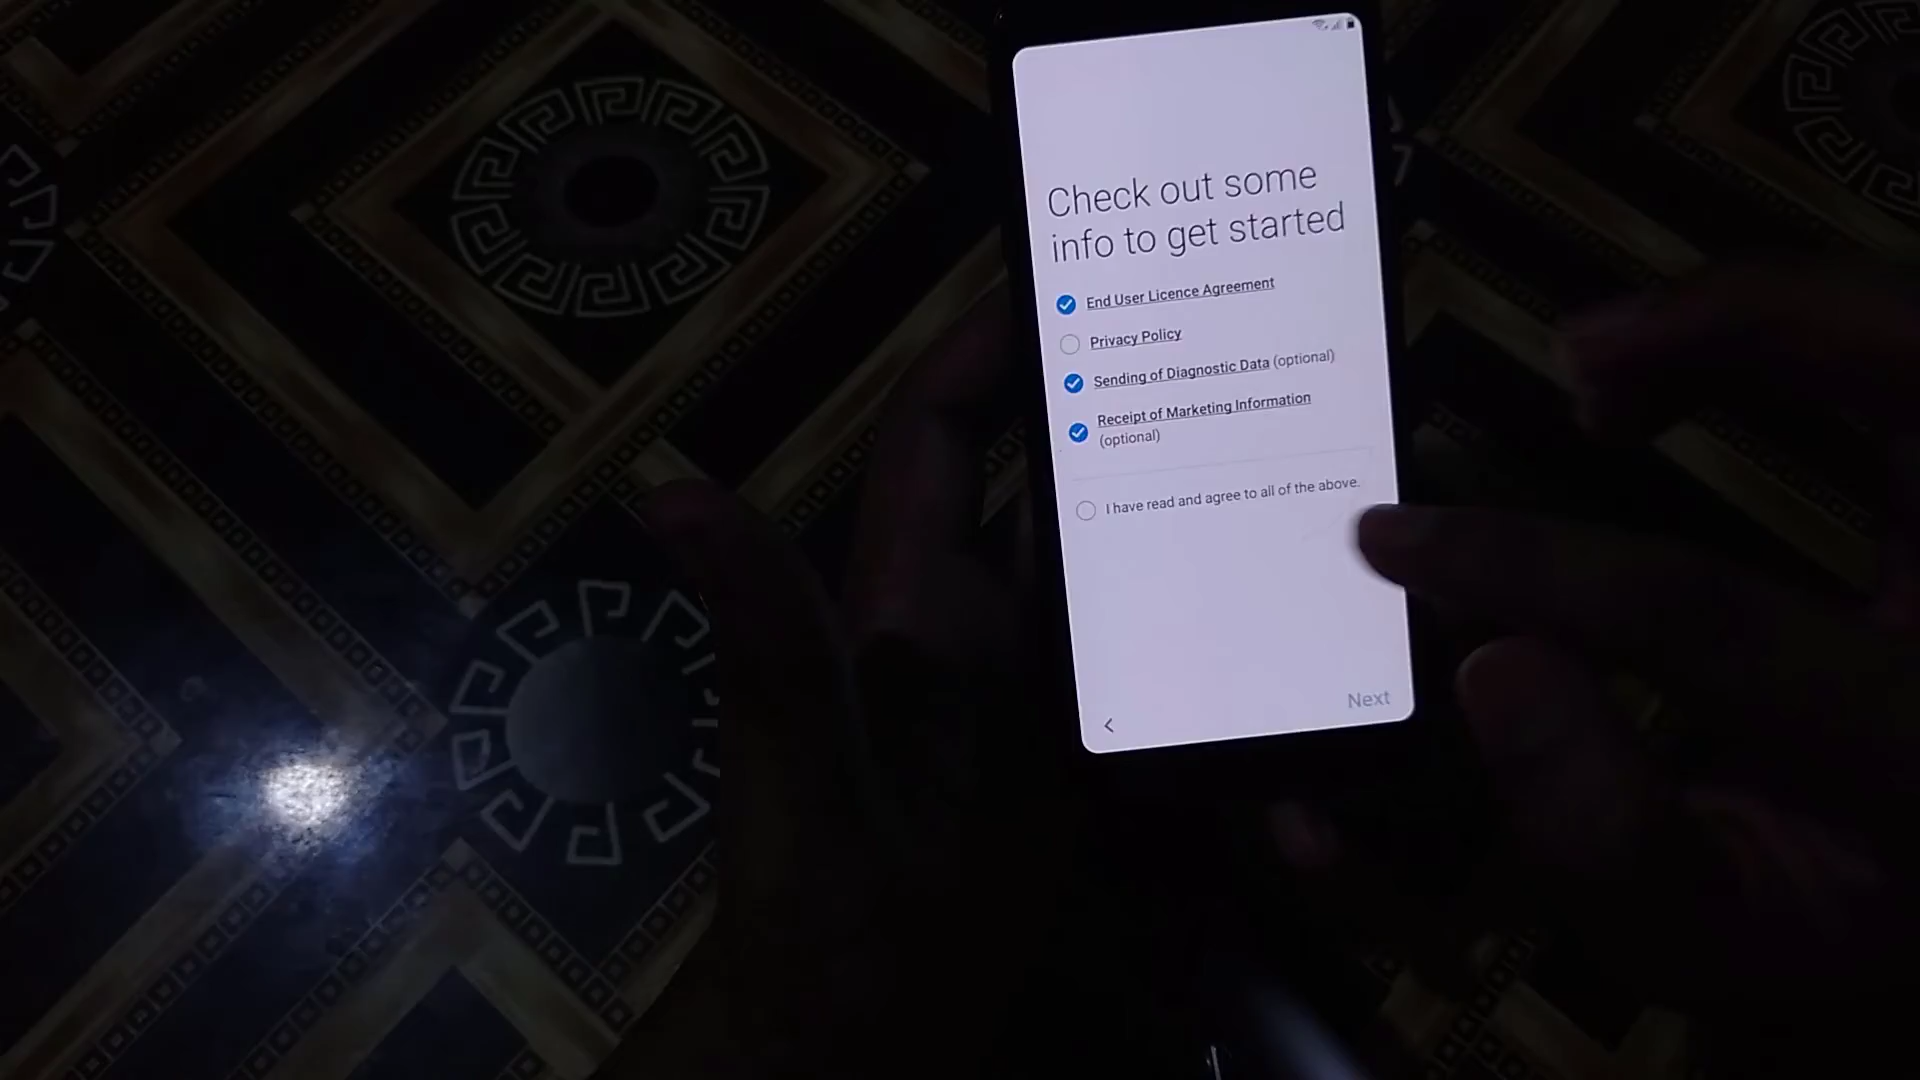 Check out some
info to get started
End User Licence Agreement
Privacy Policy
Sending of Diagnostic Data (optional)
Receipt of Marketing Information
(optional)
I have read and agree to all of the above.
Next